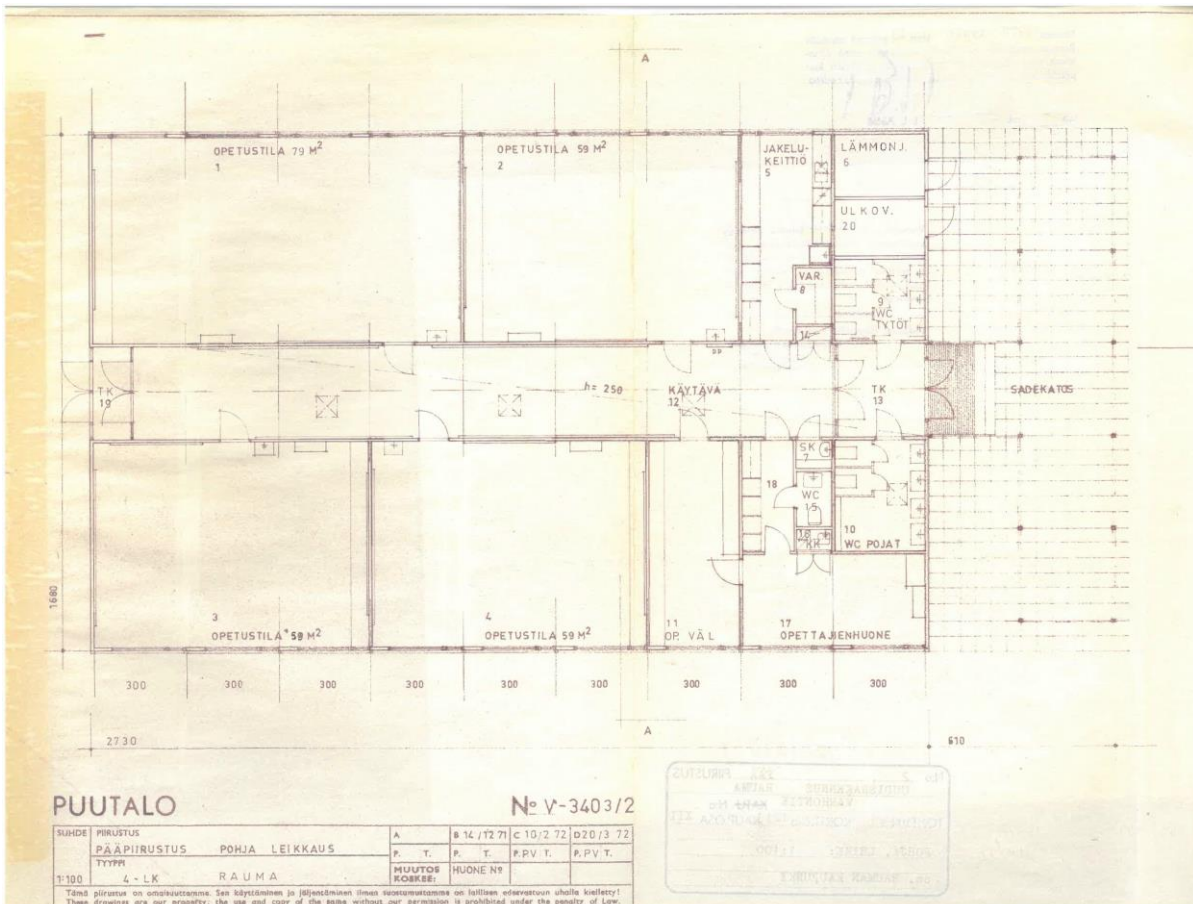 A
OPETUSTILA 79 M²
1
OPETUSTILA 59 M²
2
JAKELU-
KEITTIÖ
5
LÄMMÖNJ.
6
ULKOV.
20
VAR.
8
9
WC
TYTÖT
14
TK
19
h= 250
KÄYTÄVÄ
12
TK
13
SADEKATOS
SK
7
18
WC
15
16
KH
10
WC POJAT
3
OPETUSTILA 59 M²
4
OPETUSTILA 59 M²
11
OP. VÄL
17
OPETTAJIENHUONE
1680
300 300 300 300 300 300 300 300 300
A
2730
610
PUUTALO
Nº V-3403/2
SUHDE
PIIRUSTUS
PÄÄPIIRUSTUS POHJA LEIKKAUS
1:100
TYYPPI
4-LK RAUMA
A B 14/12 71 C 10/2 72 D 20/3 72
P. T. P. T. P.PV T. P.PV T.
MUUTOS KOSKEE: HUONE Nº
Tämä piirustus on omaisuuttamme. Sen käyttäminen ja jäljentäminen ilman suostumustamme on laillisen edesvastuun uhalla kielletty!
These drawings are our property; the use and copy of the same without our permission is prohibited under the penalty of Law.